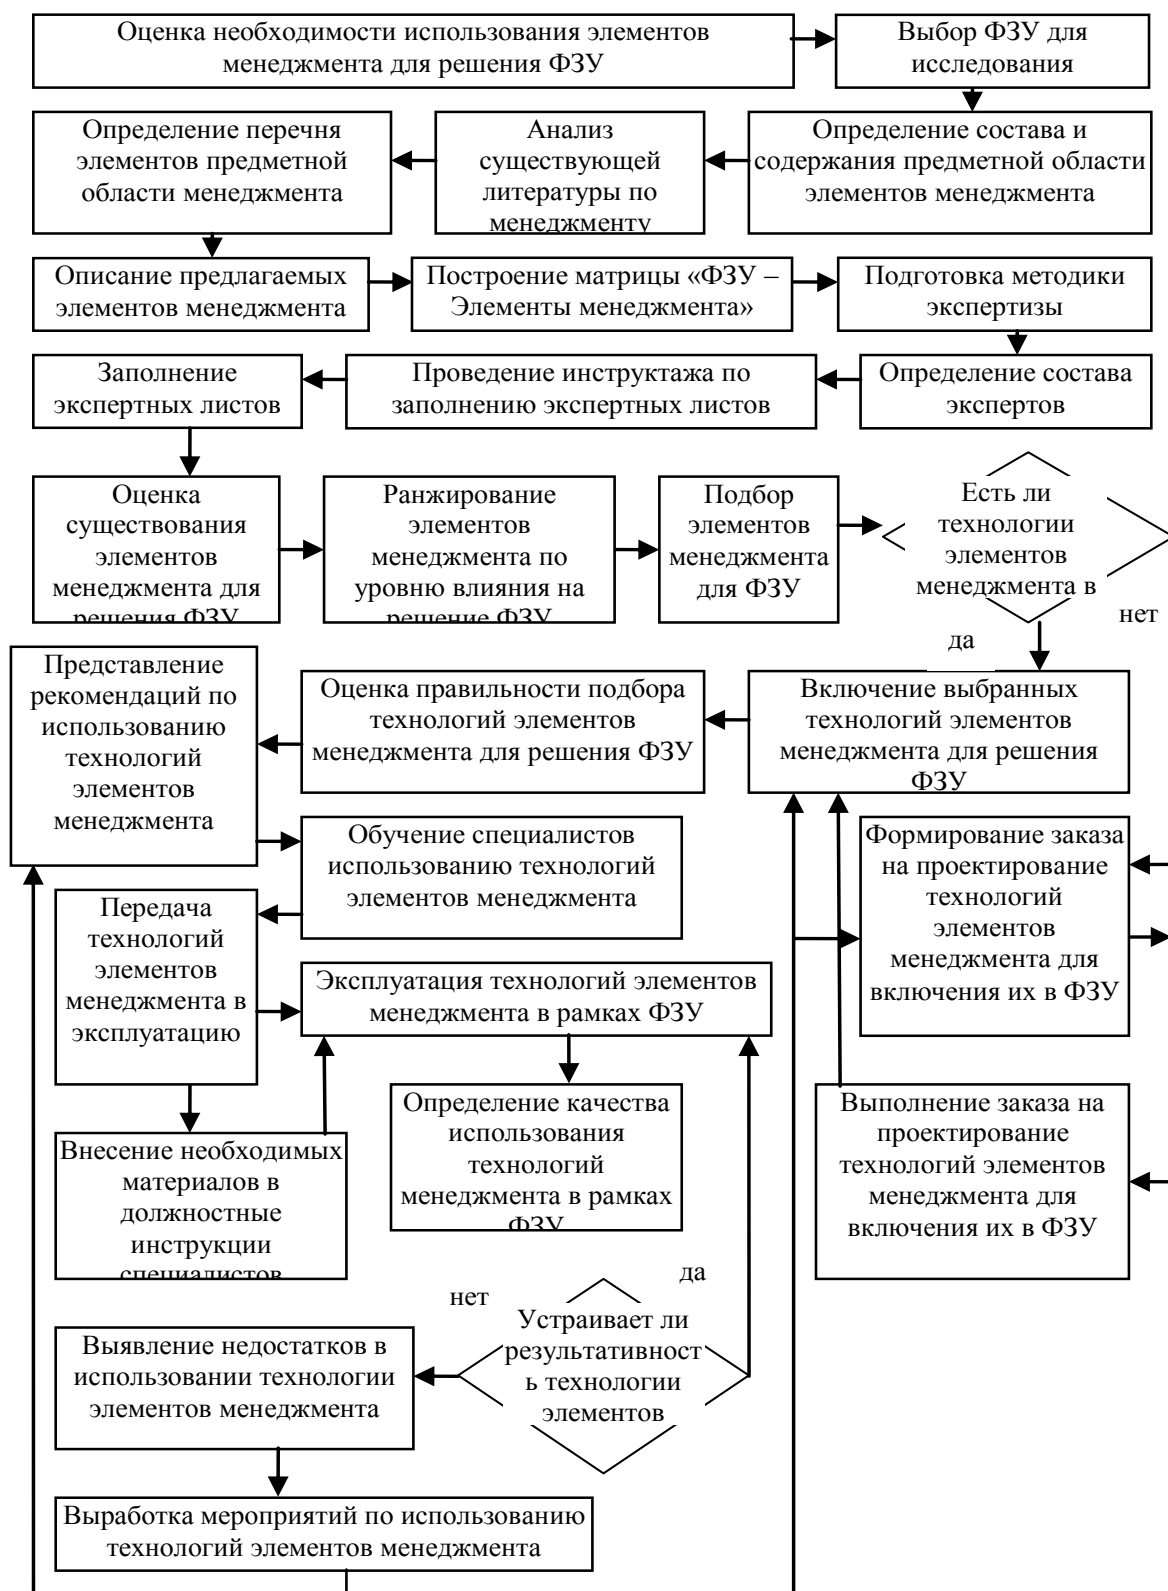 Оценка необходимости использования элементов
менеджмента для решения ФЗУ
Выбор ФЗУ для
исследования
Определение перечня
элементов предметной
области менеджмента
Анализ
существующей
литературы по
менеджменту
Определение состава и
содержания предметной области
элементов менеджмента
Описание предлагаемых
элементов менеджмента
Построение матрицы «ФЗУ –
Элементы менеджмента»
Подготовка методики
экспертизы
Заполнение
экспертных листов
Проведение инструктажа по
заполнению экспертных листов
Определение состава
экспертов
Оценка
существования
элементов
менеджмента для
решения ФЗУ
Ранжирование
элементов
менеджмента по
уровню влияния на
решение ФЗУ
Подбор
элементов
менеджмента
для ФЗУ
Есть ли
технологии
элементов
менеджмента в
нет
да
Представление
рекомендаций по
использованию
технологий
элементов
менеджмента
Оценка правильности подбора
технологий элементов
менеджмента для решения ФЗУ
Включение выбранных
технологий элементов
менеджмента для решения
ФЗУ
Обучение специалистов
использованию технологий
элементов менеджмента
Формирование заказа
на проектирование
технологий
элементов
менеджмента для
включения их в ФЗУ
Передача
технологий
элементов
менеджмента в
эксплуатацию
Эксплуатация технологий элементов
менеджмента в рамках ФЗУ
Определение качества
использования
технологий
менеджмента в рамках
ФЗУ
Выполнение заказа на
проектирование
технологий элементов
менеджмента для
включения их в ФЗУ
Внесение необходимых
материалов в
должностные
инструкции
специалистов
да
нет
Устраивает ли
результативност
ь технологии
элементов
Выявление недостатков в
использовании технологии
элементов менеджмента
Выработка мероприятий по использованию
технологий элементов менеджмента